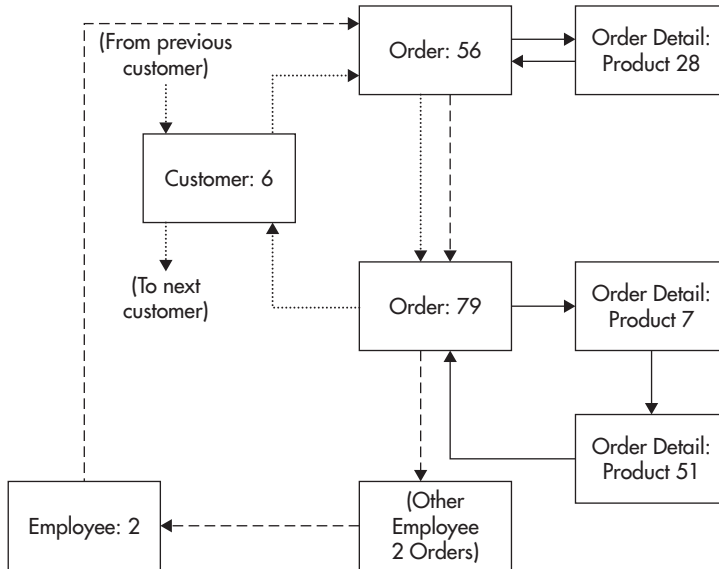 (From previous
customer)
Order: 56
Order Detail:
Product 28
Customer: 6
(To next
customer)
Order: 79
Order Detail:
Product 7
Order Detail:
Product 51
Employee: 2
(Other
Employee
2 Orders)